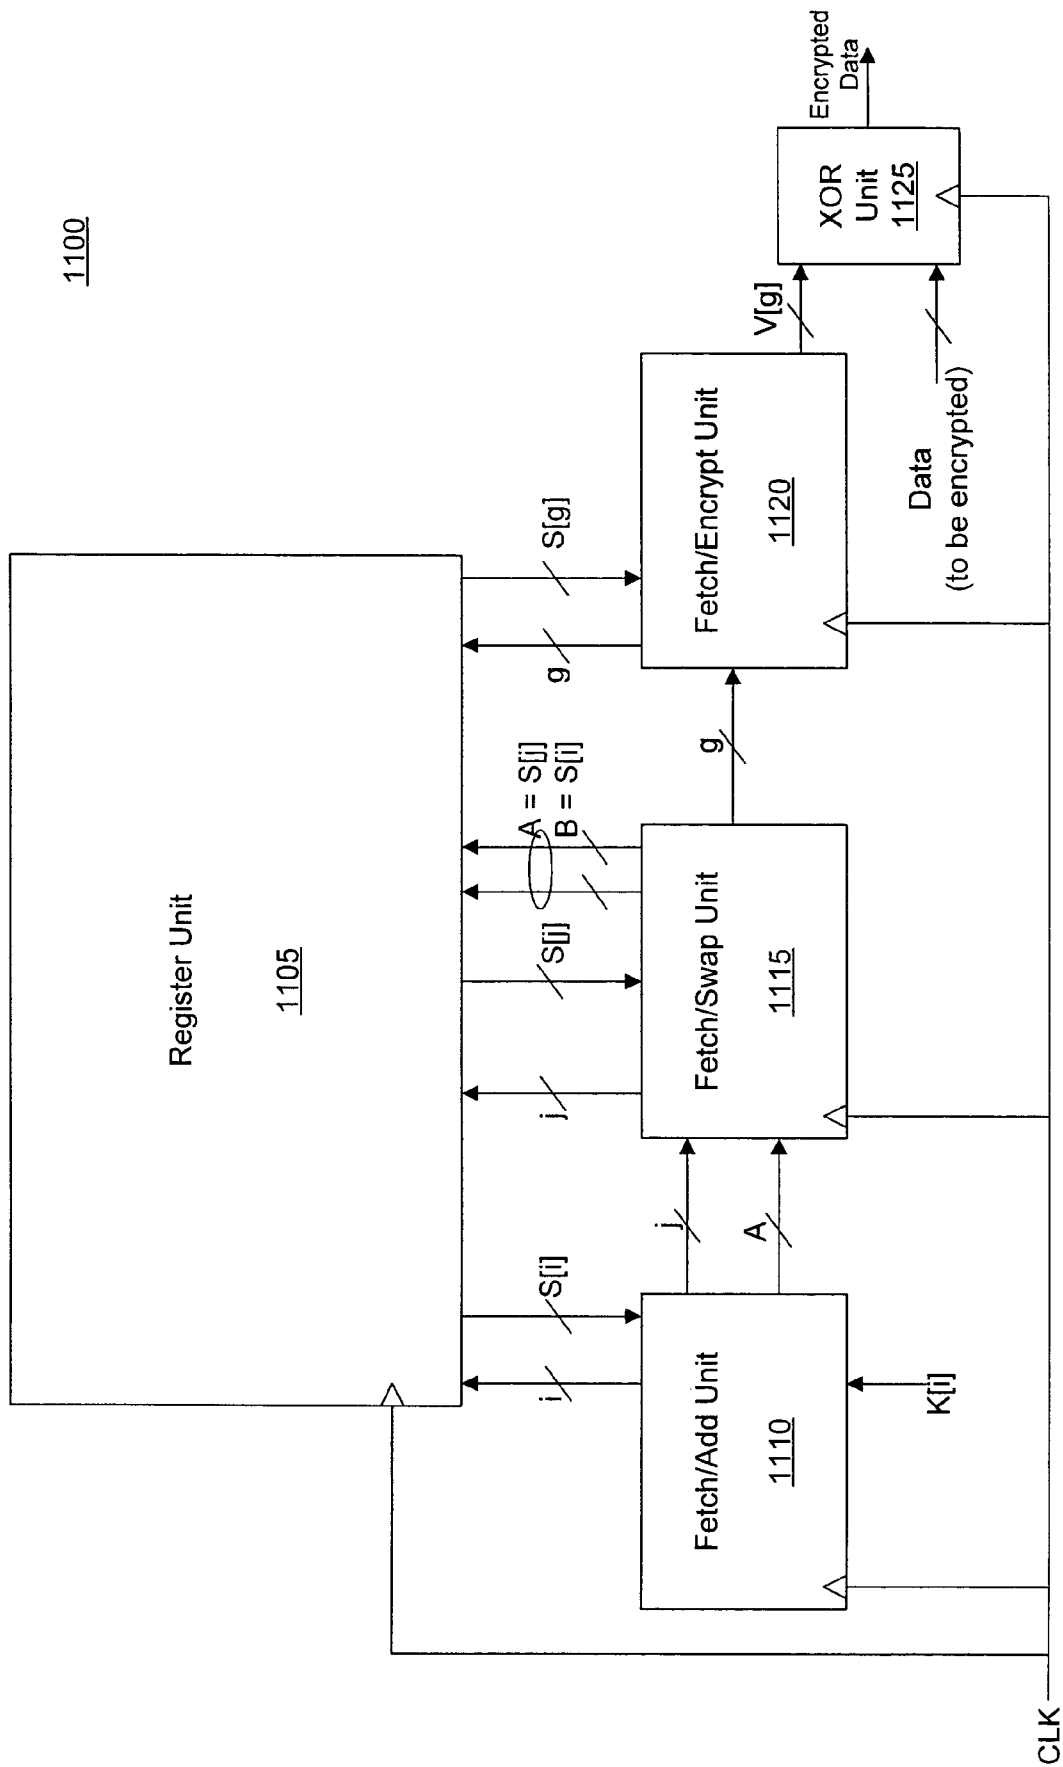 1100
Register Unit
1105
i
S[i]
j
S[j]
A = S[j]
B = S[i]
g
S[g]
Fetch/Add Unit
1110
j
A
Fetch/Swap Unit
1115
g
Fetch/Encrypt Unit
1120
V[g]
XOR
Unit
1125
Encrypted
Data
K[i]
Data
(to be encrypted)
CLK